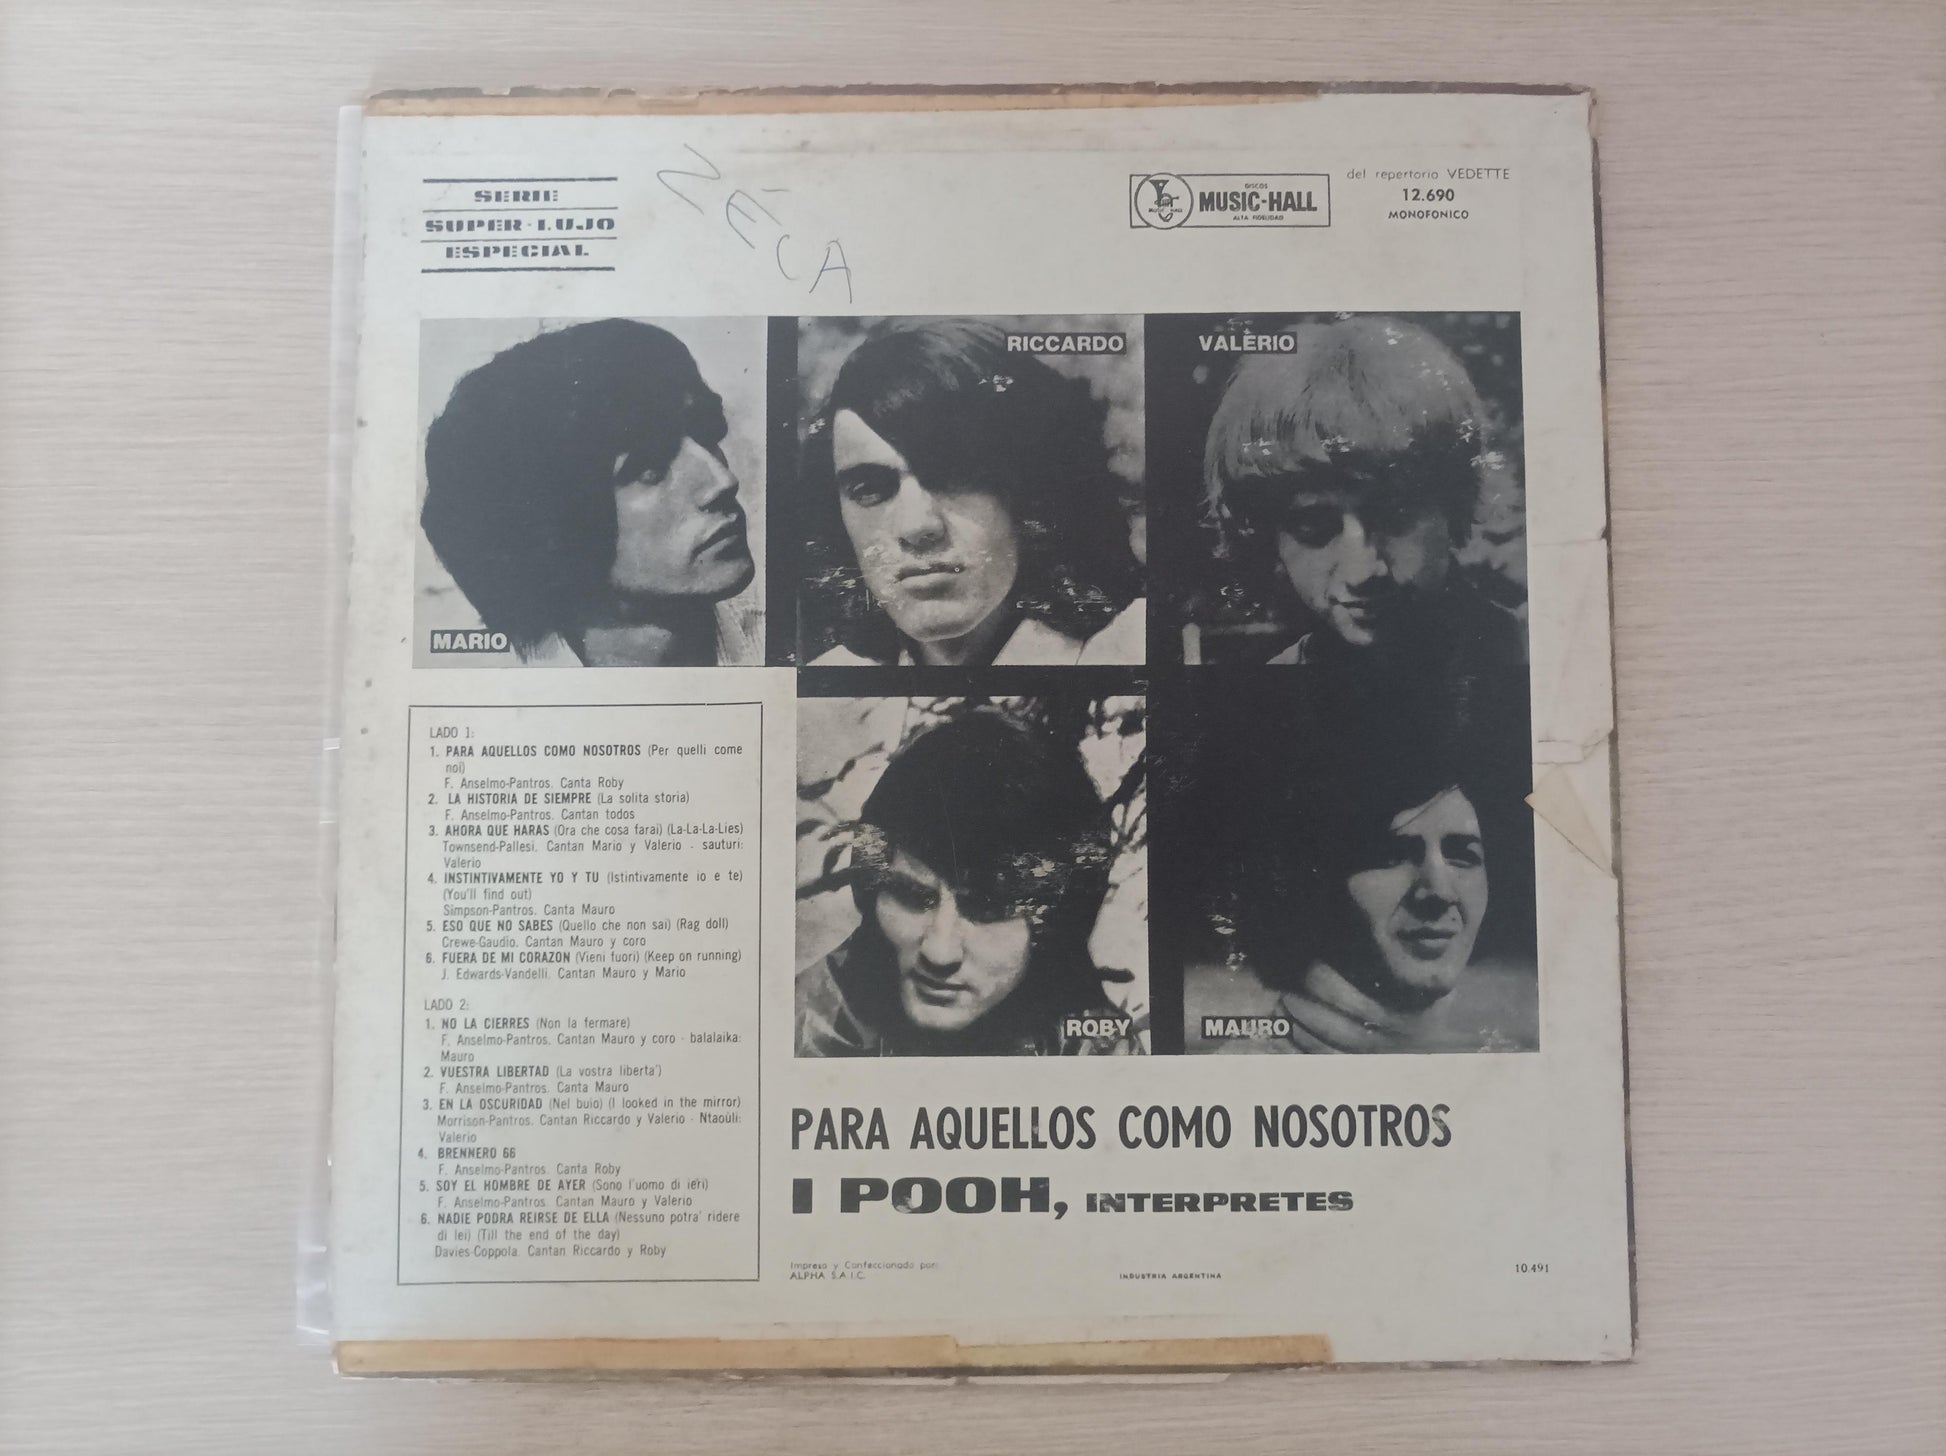 SERIE
SUPER-LUJO
ESPECIAL
NÉCA
DISCOS
MUSIC-HALL
ALTA FIDELIDAD
del repertorio VEDETTE
12.690
MONOFONICO
MARIO
RICCARDO
VALERIO
ROBY
MAURO
LADO 1:
1. PARA AQUELLOS COMO NOSOTROS (Per quelli come
noi)
F. Anselmo-Pantros. Canta Roby
2. LA HISTORIA DE SIEMPRE (La solita storia)
F. Anselmo-Pantros. Cantan todos
3. AHORA QUE HARAS (Ora che cosa farai) (La-La-La-Lies)
Townsend-Pallesi. Cantan Mario y Valerio - sauturi:
Valerio
4. INSTINTIVAMENTE YO Y TU (Istintivamente io e te)
(You'll find out)
Simpson-Pantros. Canta Mauro
5. ESO QUE NO SABES (Quello che non sai) (Rag doll)
Crewe-Gaudio. Cantan Mauro y coro
6. FUERA DE MI CORAZON (Vieni fuori) (Keep on running)
J. Edwards-Vandelli. Cantan Mauro y Mario
LADO 2:
1. NO LA CIERRES (Non la fermare)
F. Anselmo-Pantros. Cantan Mauro y coro - balalaika:
Mauro
2. VUESTRA LIBERTAD (La vostra liberta')
F. Anselmo-Pantros. Canta Mauro
3. EN LA OSCURIDAD (Nel buio) (I looked in the mirror)
Morrison-Pantros. Cantan Riccardo y Valerio - Ntaoùli:
Valerio
4. BRENNERO 66
F. Anselmo-Pantros. Canta Roby
5. SOY EL HOMBRE DE AYER (Sono l'uomo di ieri)
F. Anselmo-Pantros. Cantan Mauro y Valerio
6. NADIE PODRA REIRSE DE ELLA (Nessuno potra' ridere
di lei) (Till the end of the day)
Davies-Coppola. Cantan Riccardo y Roby
PARA AQUELLOS COMO NOSOTROS
I POOH, INTERPRETES
Impreso y Confeccionado por:
ALPHA S.A.I.C.
INDUSTRIA ARGENTINA
10.491